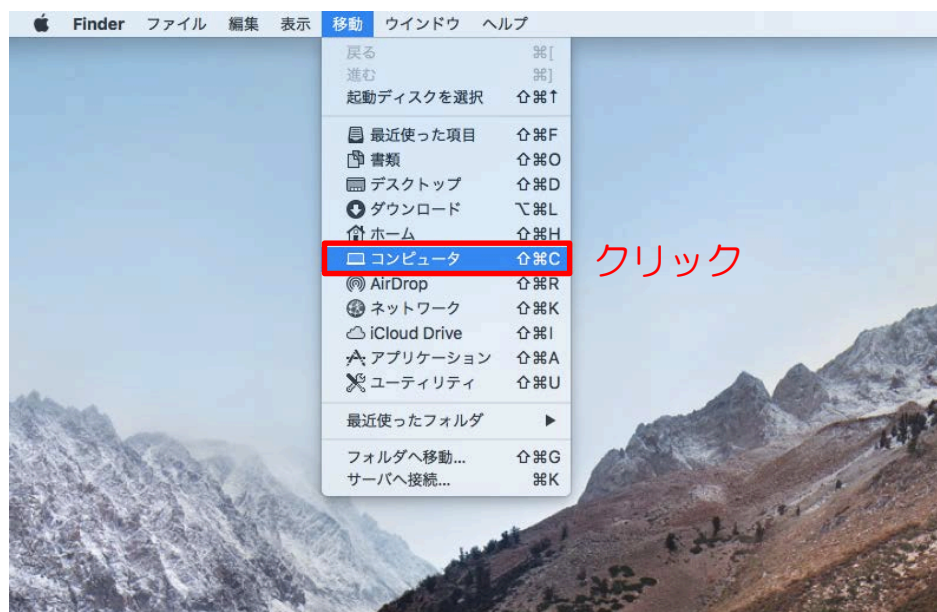 Finder ファイル 編集 表示 移動 ウインドウ ヘルプ
戻る ⌘[
進む ⌘]
起動ディスクを選択 ⇧⌘↑
最近使った項目 ⇧⌘F
書類 ⇧⌘O
デスクトップ ⇧⌘D
ダウンロード ⌥⌘L
ホーム ⇧⌘H
コンピュータ ⇧⌘C クリック
AirDrop ⇧⌘R
ネットワーク ⇧⌘K
iCloud Drive ⇧⌘I
アプリケーション ⇧⌘A
ユーティリティ ⇧⌘U
最近使ったフォルダ ▶
フォルダへ移動... ⇧⌘G
サーバへ接続... ⌘K